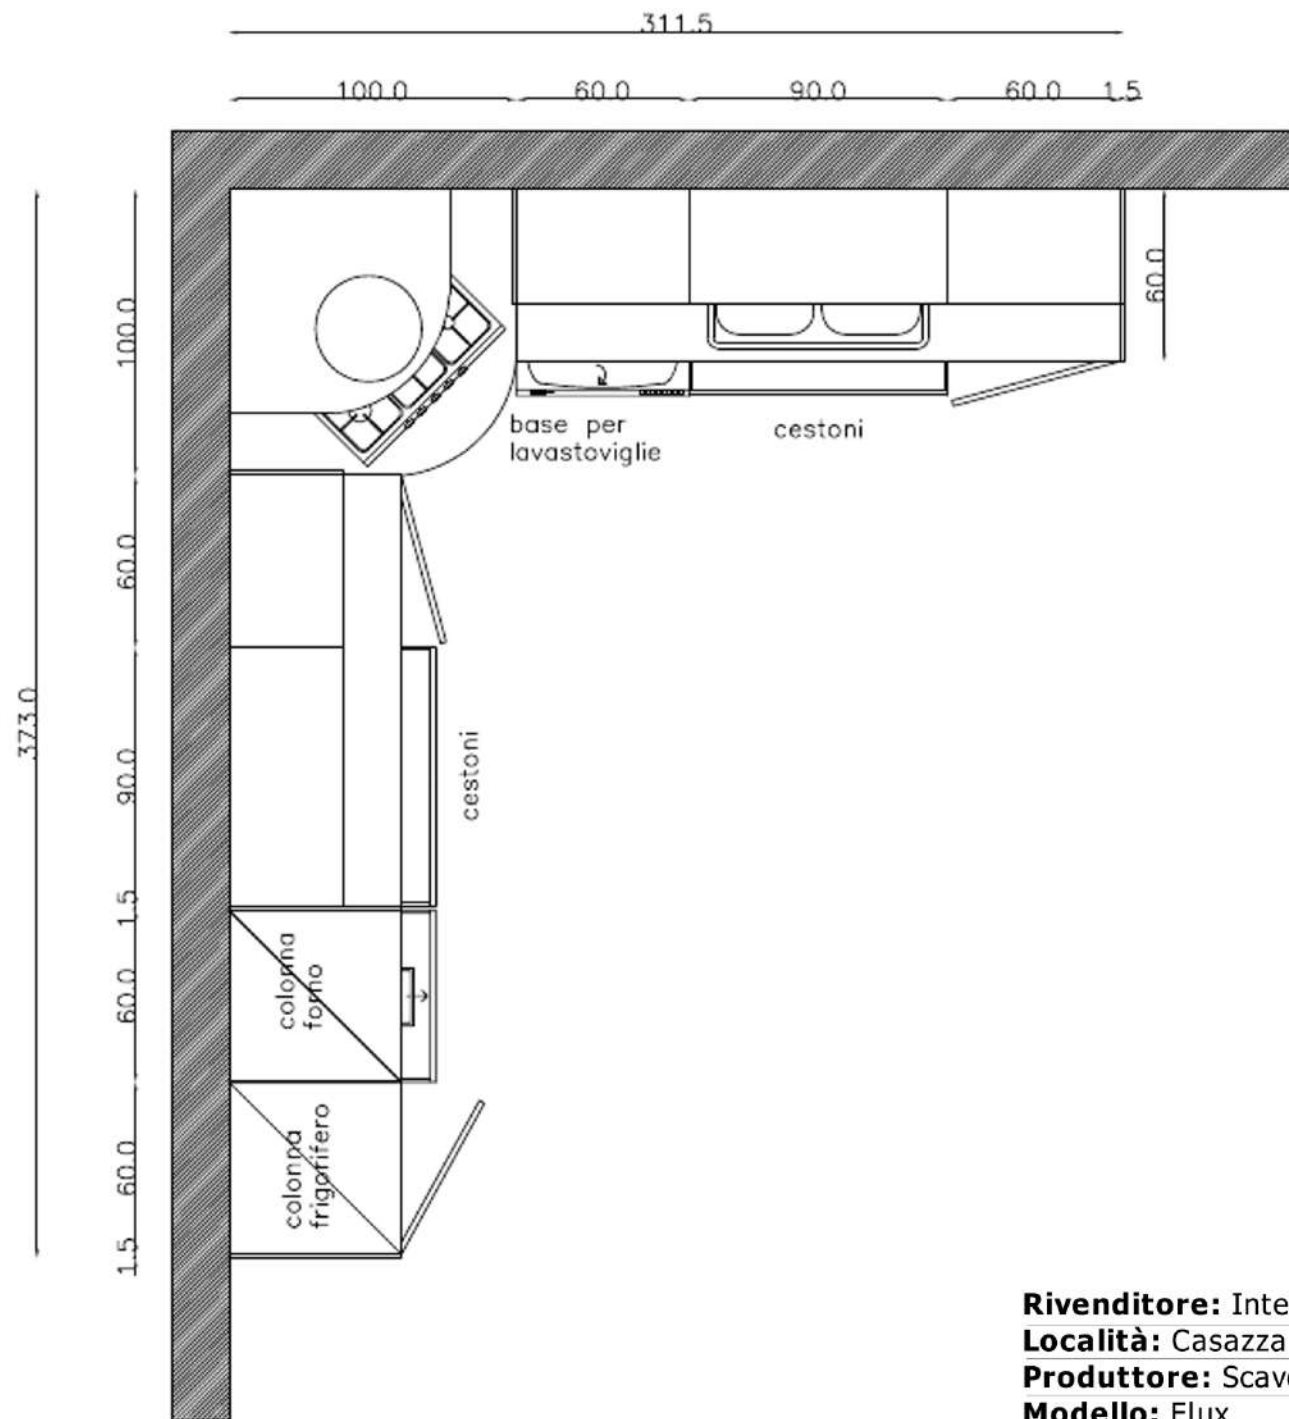 311.5
100.0 60.0 90.0 60.0 1.5
60.0
base per
lavastoviglie
cestoni
373.0
100.0
60.0
90.0
1.5
60.0
60.0
1.5
cestoni
colonna
forno
colonna
frigorifero
Rivenditore: Inte
Località: Casazza
Produttore: Scav
Modello: Flux